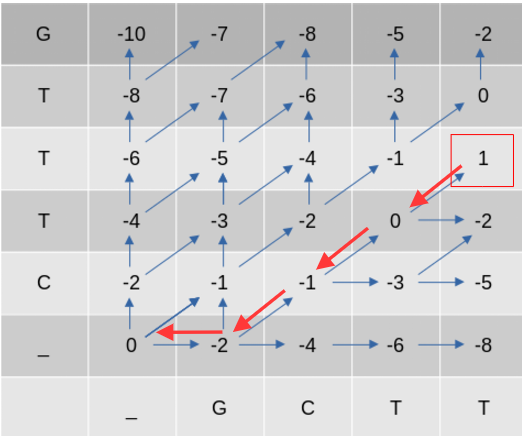 G -10 -7 -8 -5 -2
T -8 -7 -6 -3 0
T -6 -5 -4 -1 1
T -4 -3 -2 0 -2
C -2 -1 -1 -3 -5
_ 0 -2 -4 -6 -8
_ G C T T